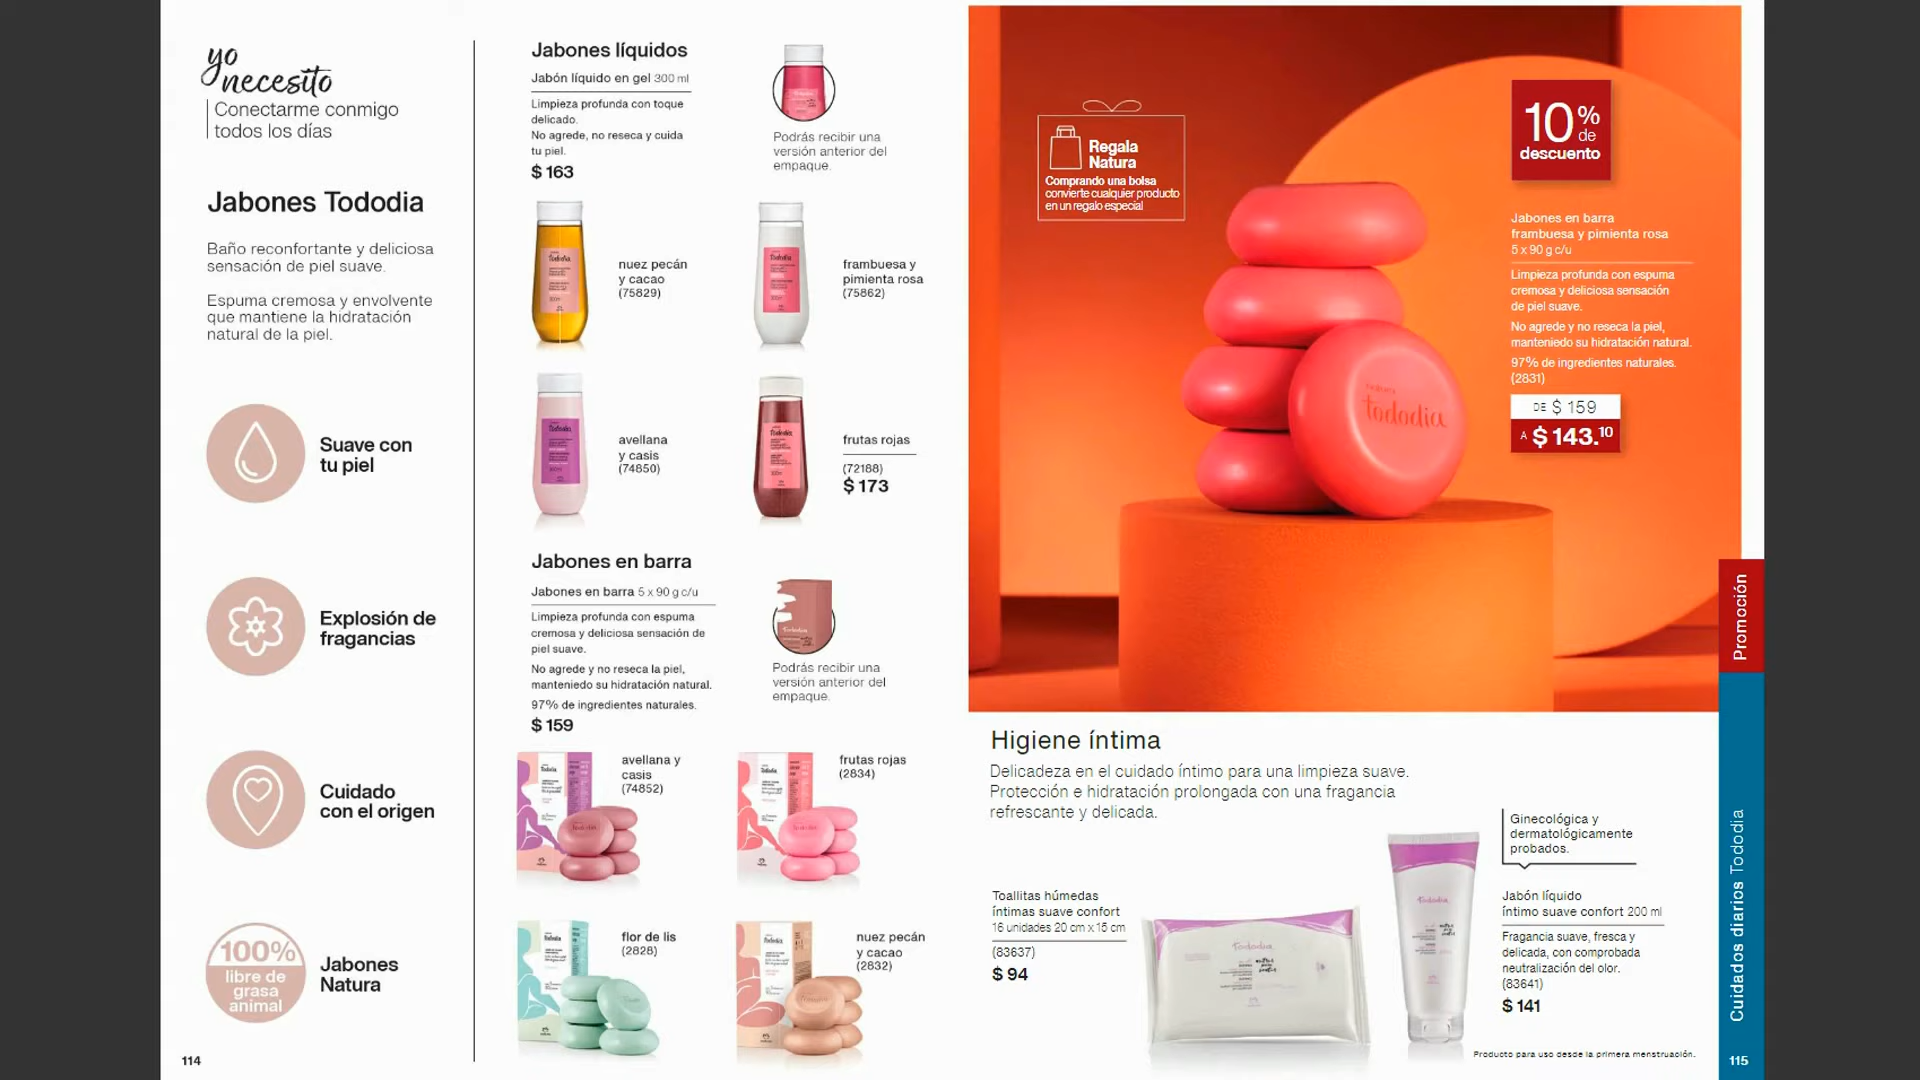 yo
necesito
Conectarme conmigo
todos los días
Jabones Tododia
Baño reconfortante y deliciosa
sensación de piel suave.
Espuma cremosa y envolvente
que mantiene la hidratación
natural de la piel.
Suave con
tu piel
Explosión de
fragancias
Cuidado
con el origen
100%
libre de
grasa
animal
Jabones
Natura
114
Jabones líquidos
Jabón líquido en gel 300 ml
Limpieza profunda con toque
delicado.
No agrede, no reseca y cuida
tu piel.
$ 163
Podrás recibir una
versión anterior del
empaque.
nuez pecán
y cacao
(75829)
frambuesa y
pimienta rosa
(75862)
avellana
y casis
(74850)
frutas rojas
(72188)
$ 173
Jabones en barra
Jabones en barra 5 x 90 g c/u
Limpieza profunda con espuma
cremosa y deliciosa sensación de
piel suave.
No agrede y no reseca la piel,
manteniedo su hidratación natural.
97% de ingredientes naturales.
$ 159
Podrás recibir una
versión anterior del
empaque.
avellana y
casis
(74852)
frutas rojas
(2834)
flor de lis
(2828)
nuez pecán
y cacao
(2832)
Regala
Natura
Comprando una bolsa
convierte cualquier producto
en un regalo especial
tododia
10% de
descuento
Jabones en barra
frambuesa y pimienta rosa
5 x 90 g c/u
Limpieza profunda con espuma
cremosa y deliciosa sensación
de piel suave.
No agrede y no reseca la piel,
manteniedo su hidratación natural.
97% de ingredientes naturales.
(2831)
DE $ 159
A $ 143.10
Promoción
Higiene íntima
Delicadeza en el cuidado íntimo para una limpieza suave.
Protección e hidratación prolongada con una fragancia
refrescante y delicada.
Toallitas húmedas
íntimas suave confort
16 unidades 20 cm x 15 cm
(83637)
$ 94
Tododia
Tododia
Ginecológica y
dermatológicamente
probados.
Jabón líquido
íntimo suave confort 200 ml
Fragancia suave, fresca y
delicada, con comprobada
neutralización del olor.
(83641)
$ 141
Producto para uso desde la primera menstruación.
Cuidados diarios Tododia
115